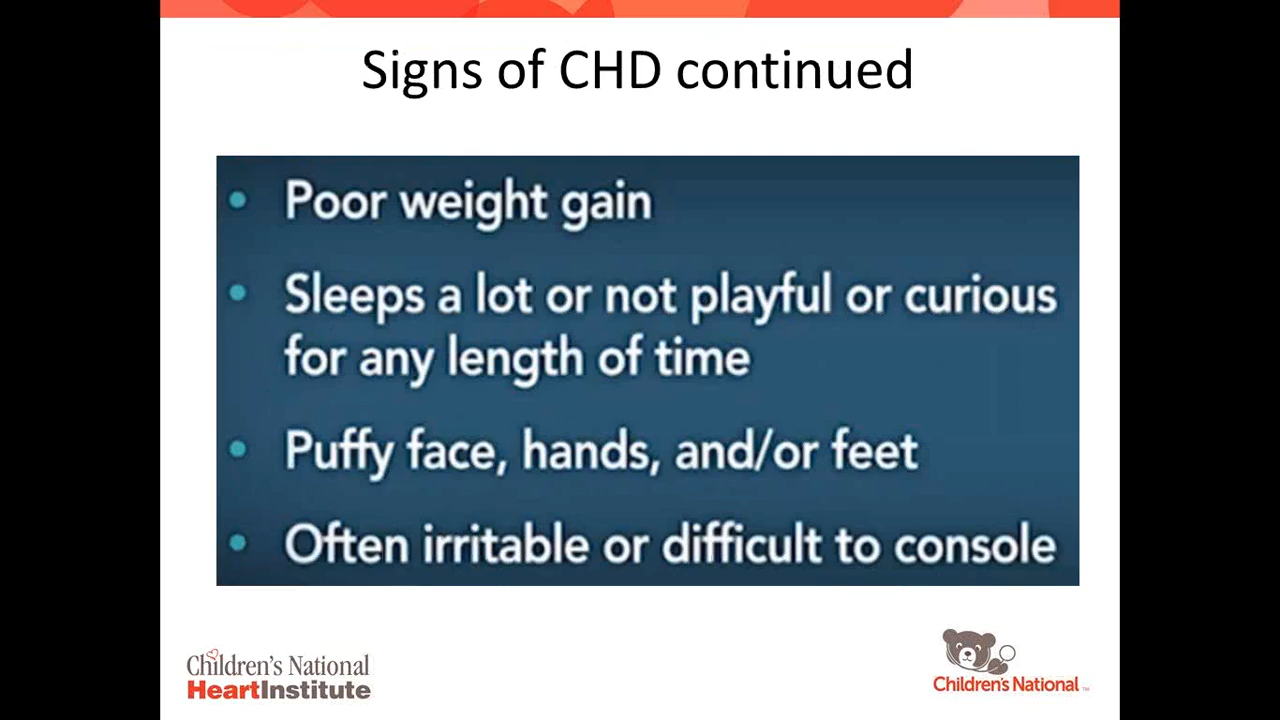 Signs of CHD continued
• Poor weight gain
• Sleeps a lot or not playful or curious
for any length of time
• Puffy face, hands, and/or feet
• Often irritable or difficult to console
Children's National
HeartInstitute
Children's National ™